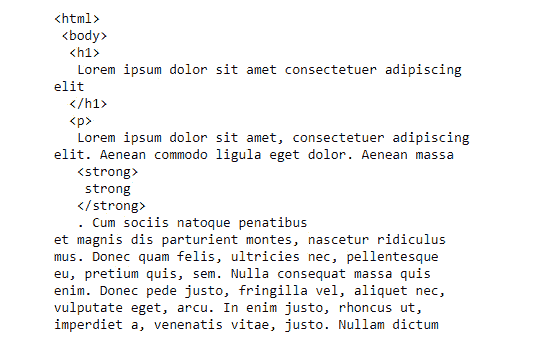 <html>
 <body>
  <h1>
   Lorem ipsum dolor sit amet consectetuer adipiscing
elit
  </h1>
  <p>
   Lorem ipsum dolor sit amet, consectetuer adipiscing
elit. Aenean commodo ligula eget dolor. Aenean massa
   <strong>
    strong
   </strong>
   . Cum sociis natoque penatibus
et magnis dis parturient montes, nascetur ridiculus
mus. Donec quam felis, ultricies nec, pellentesque
eu, pretium quis, sem. Nulla consequat massa quis
enim. Donec pede justo, fringilla vel, aliquet nec,
vulputate eget, arcu. In enim justo, rhoncus ut,
imperdiet a, venenatis vitae, justo. Nullam dictum